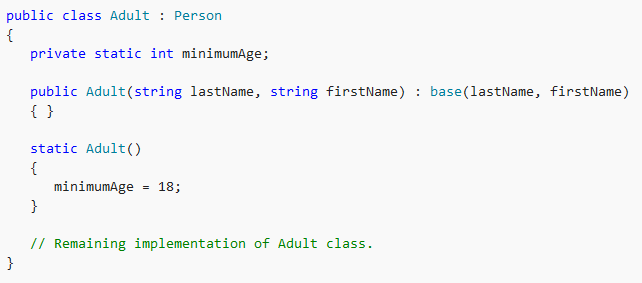 public class Adult : Person
{
   private static int minimumAge;

   public Adult(string lastName, string firstName) : base(lastName, firstName)
   { }

   static Adult()
   {
      minimumAge = 18;
   }

   // Remaining implementation of Adult class.
}